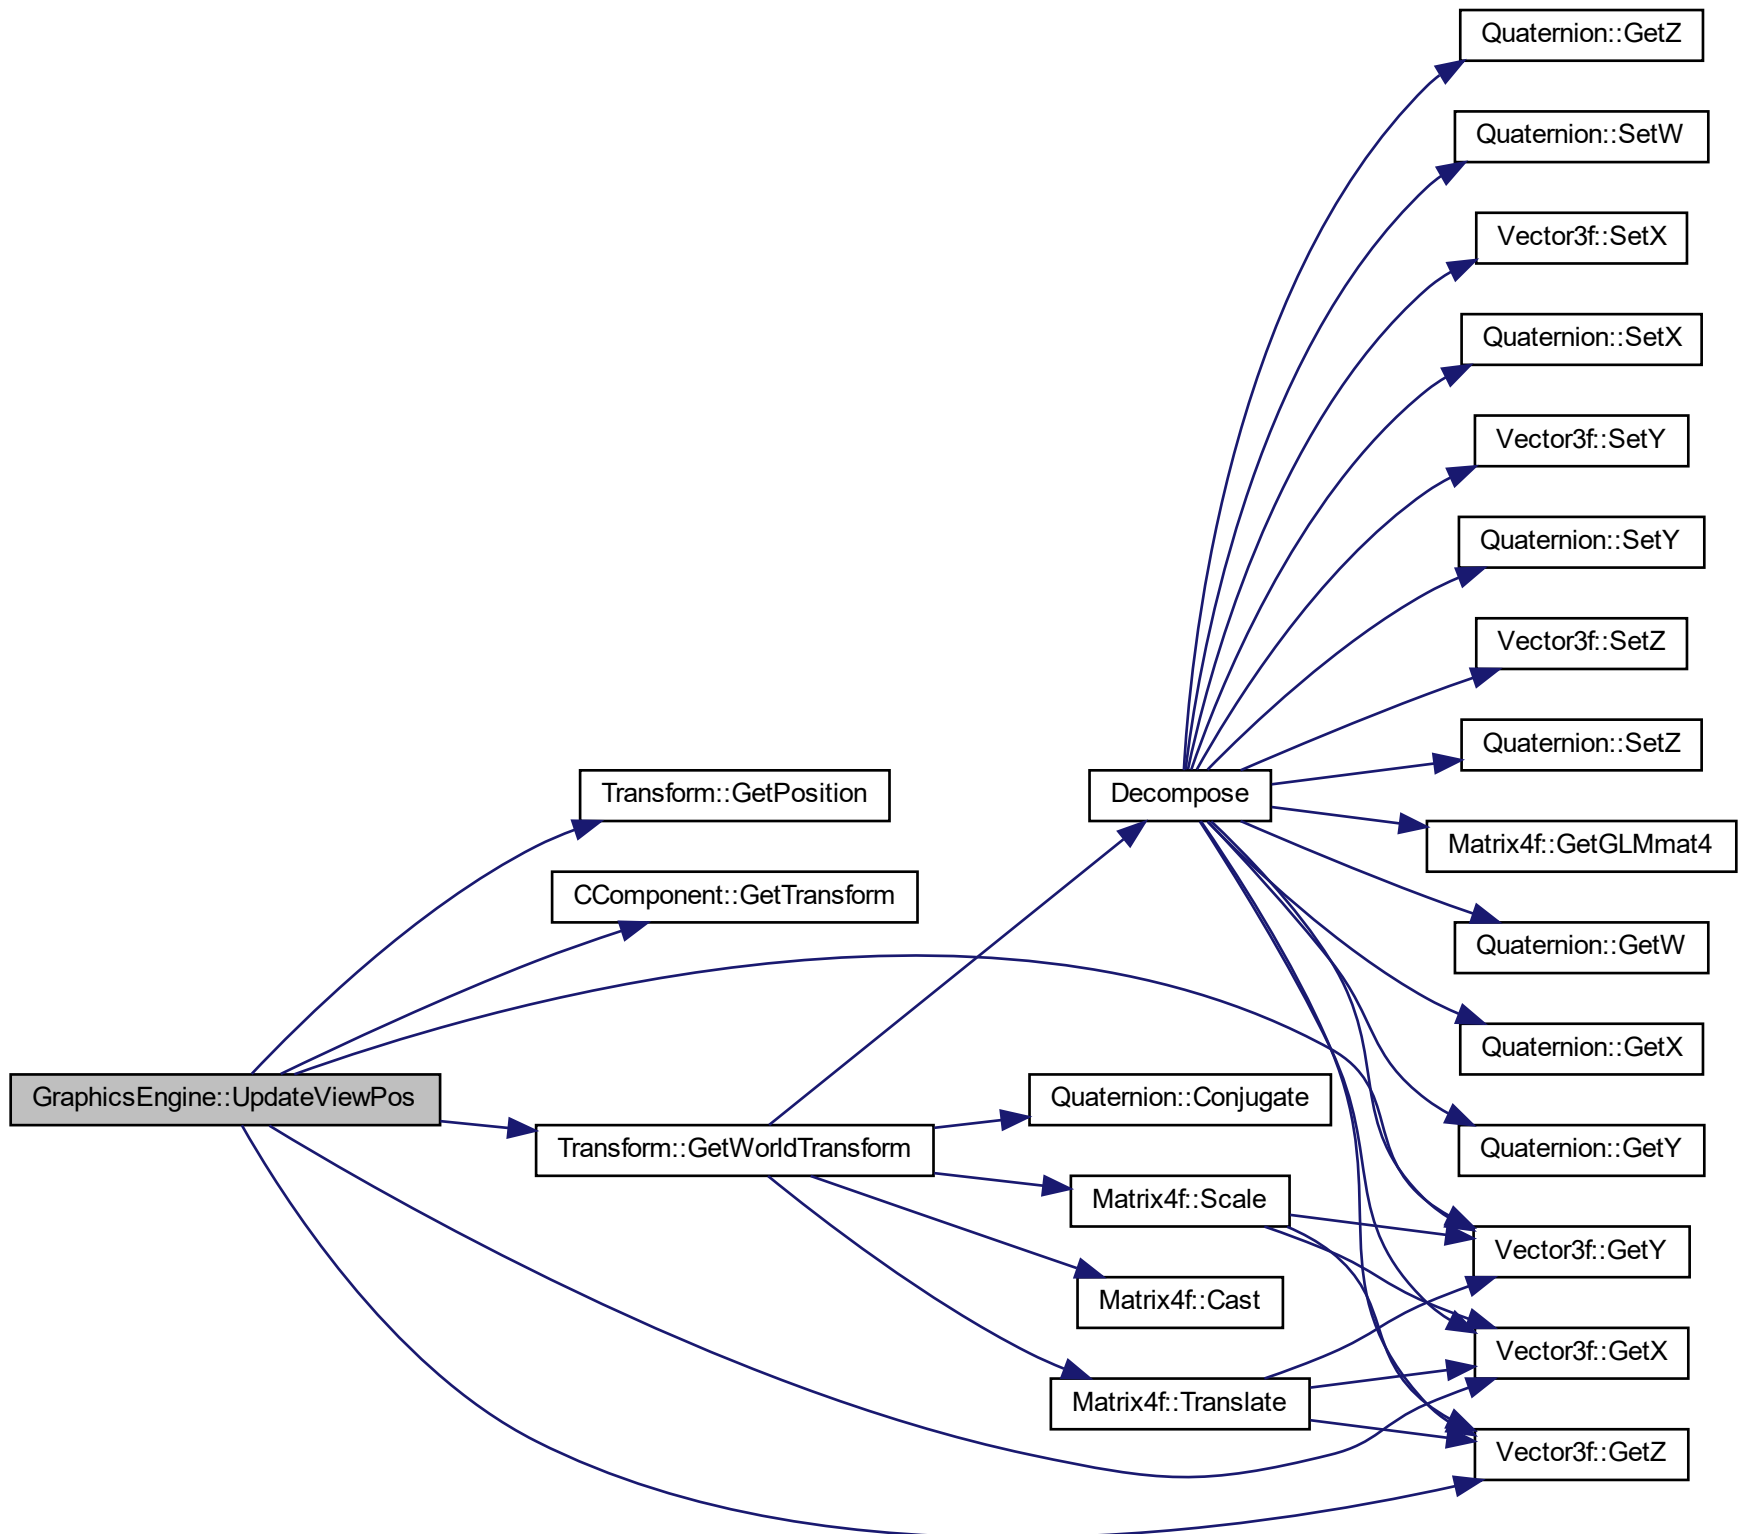 Quaternion::GetZ
Quaternion::SetW
Vector3f::SetX
Quaternion::SetX
Vector3f::SetY
Quaternion::SetY
Vector3f::SetZ
Quaternion::SetZ
Transform::GetPosition
Decompose
Matrix4f::GetGLMmat4
CComponent::GetTransform
Quaternion::GetW
Quaternion::GetX
GraphicsEngine::UpdateViewPos
Quaternion::Conjugate
Transform::GetWorldTransform
Quaternion::GetY
Matrix4f::Scale
Vector3f::GetY
Matrix4f::Cast
Vector3f::GetX
Matrix4f::Translate
Vector3f::GetZ